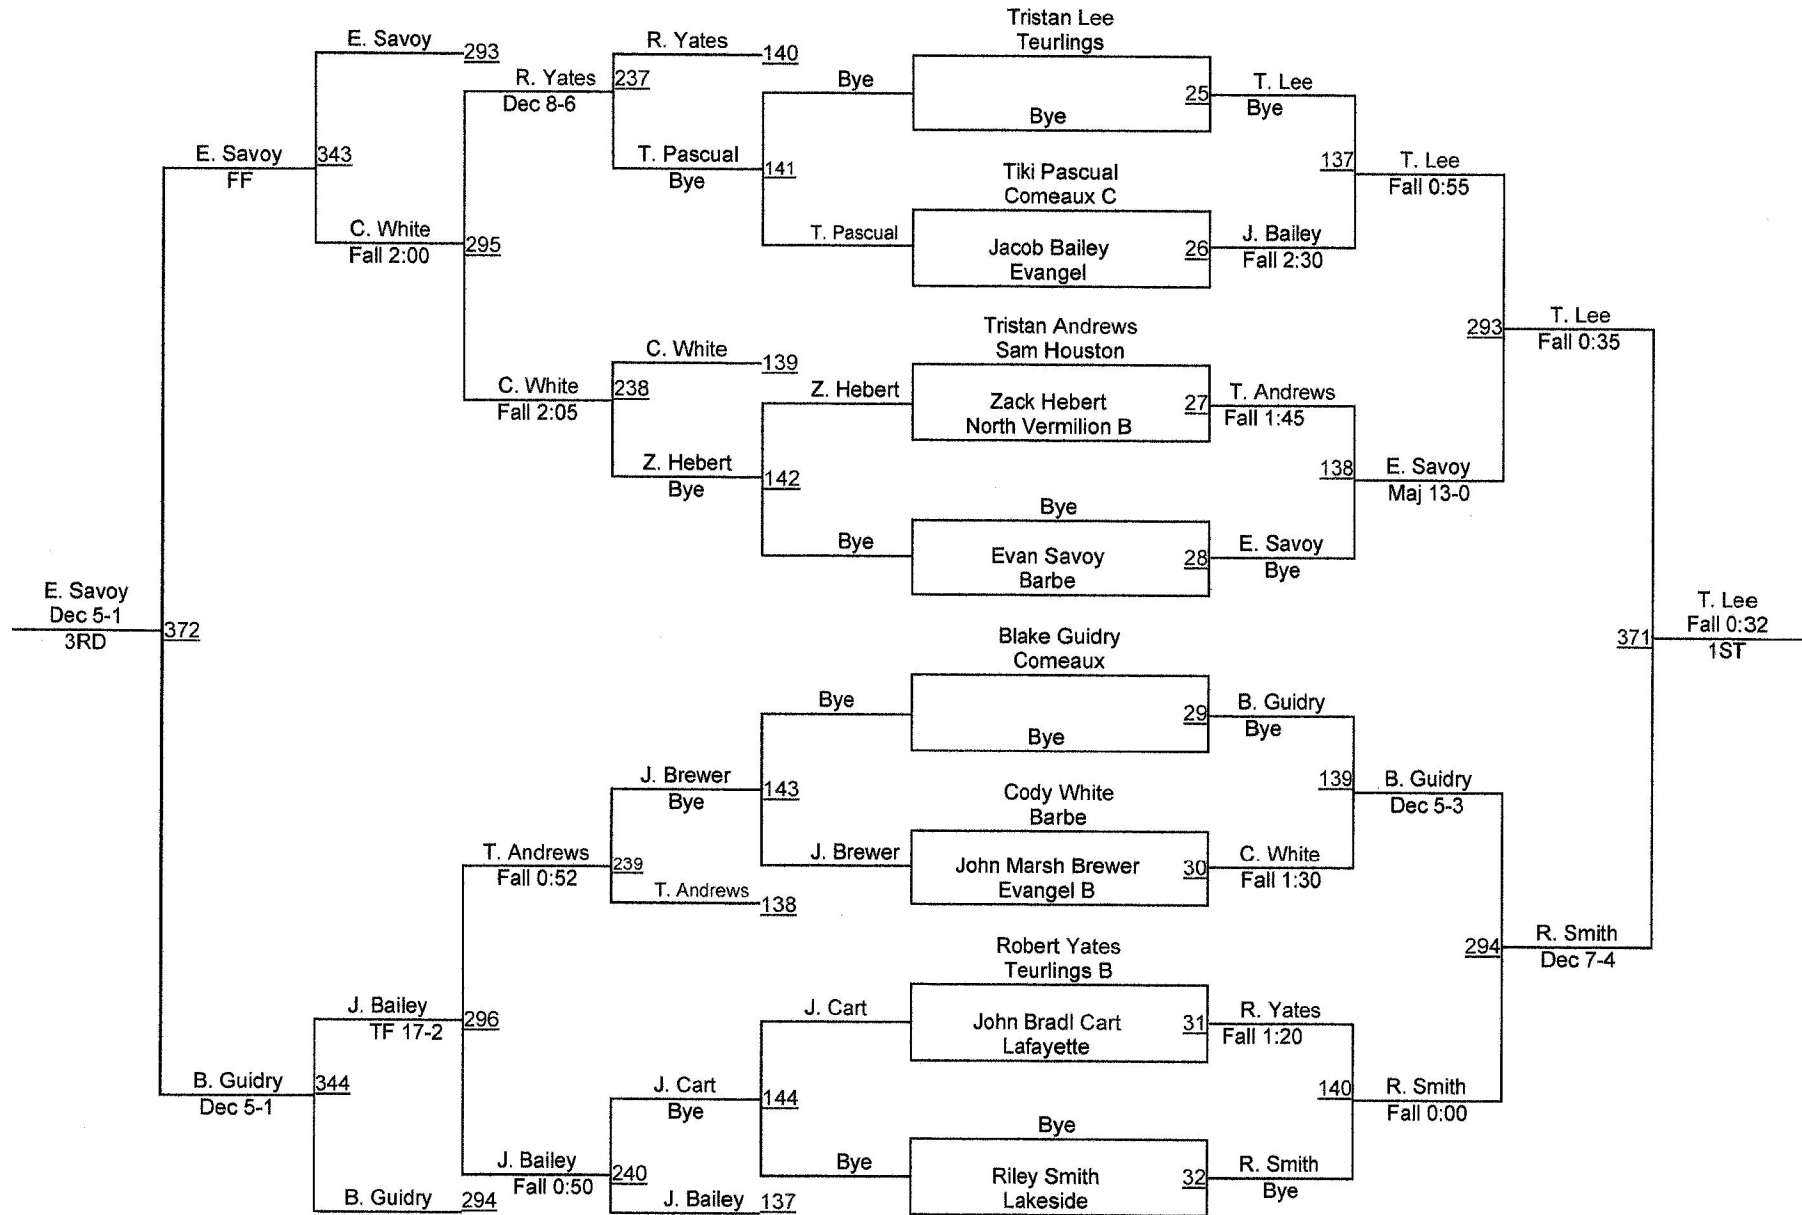 Tristan Lee
Teurlings
E. Savoy
293
R. Yates
140
R. Yates
237
Dec 8-6
Bye
25
T. Lee
Bye
Bye
E. Savoy
343
FF
T. Pascual
141
Bye
Tiki Pascual
Comeaux C
137
T. Lee
Fall 0:55
C. White
295
Fall 2:00
T. Pascual
Jacob Bailey
Evangel
26
J. Bailey
Fall 2:30
Tristan Andrews
Sam Houston
293
T. Lee
Fall 0:35
C. White
139
C. White
238
Fall 2:05
Z. Hebert
Zack Hebert
North Vermilion B
27
T. Andrews
Fall 1:45
Z. Hebert
142
Bye
138
E. Savoy
Maj 13-0
Bye
Bye
Evan Savoy
Barbe
28
E. Savoy
Bye
E. Savoy
Dec 5-1
3RD
372
T. Lee
Fall 0:32
1ST
371
Blake Guidry
Comeaux
Bye
29
B. Guidry
Bye
Bye
J. Brewer
143
Bye
Cody White
Barbe
139
B. Guidry
Dec 5-3
T. Andrews
239
Fall 0:52
J. Brewer
John Marsh Brewer
Evangel B
30
C. White
Fall 1:30
T. Andrews
138
Robert Yates
Teurlings B
294
R. Smith
Dec 7-4
J. Bailey
296
TF 17-2
J. Cart
John Bradl Cart
Lafayette
31
R. Yates
Fall 1:20
B. Guidry
344
Dec 5-1
J. Cart
144
Bye
140
R. Smith
Fall 0:00
Bye
J. Bailey
240
Fall 0:50
Bye
Riley Smith
Lakeside
32
R. Smith
Bye
B. Guidry
294
J. Bailey
137